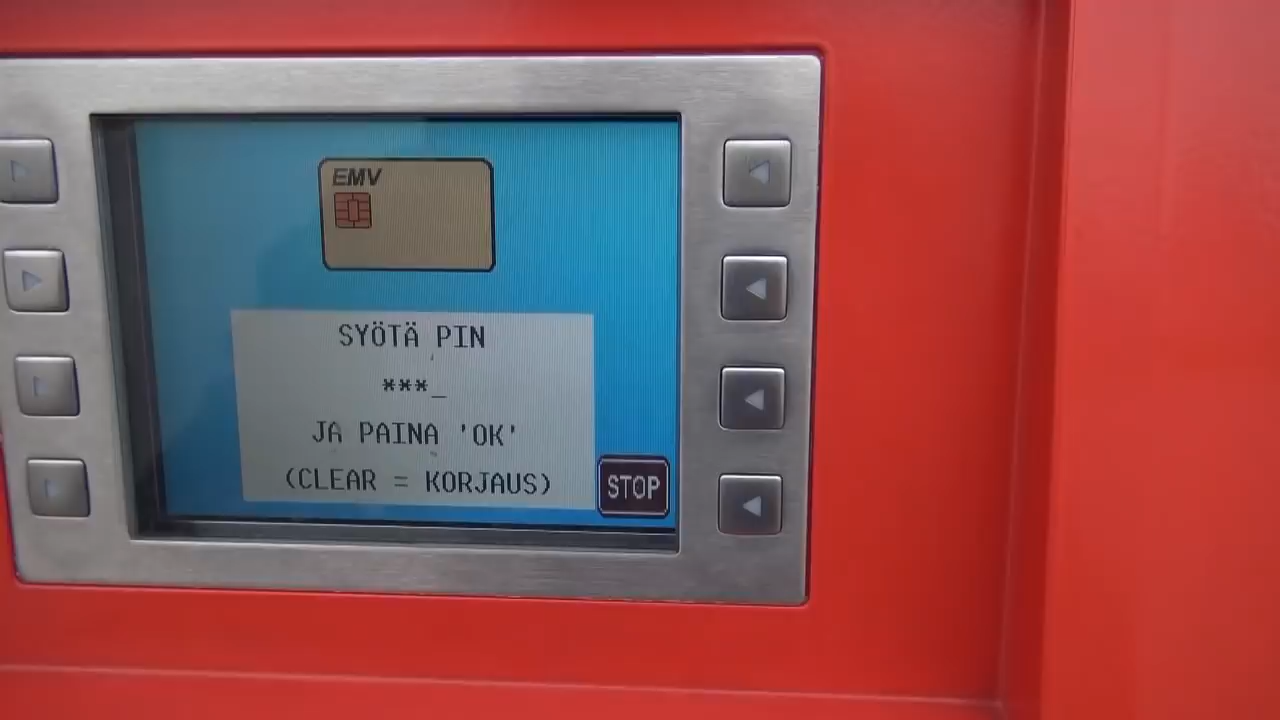 EMV
SYÖTÄ PIN
***_
JA PAINA 'OK'
(CLEAR = KORJAUS)
STOP